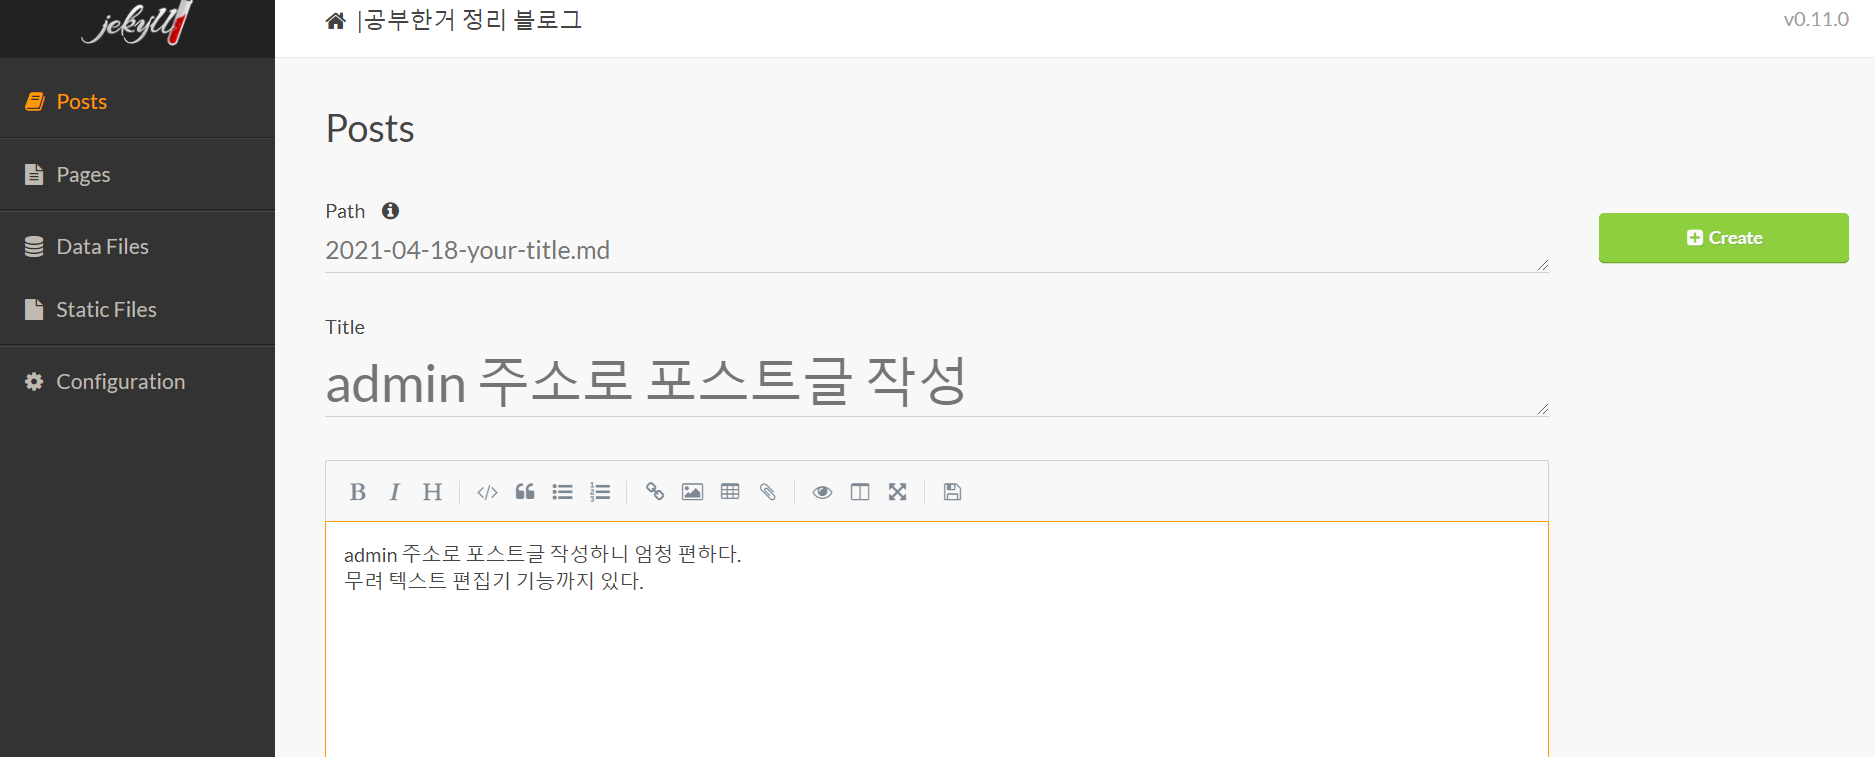 jekyll
|공부한거 정리 블로그
v0.11.0
Posts
Pages
Data Files
Static Files
Configuration
Posts
Path
2021-04-18-your-title.md
Create
Title
admin 주소로 포스트글 작성
B I H
admin 주소로 포스트글 작성하니 엄청 편하다.
무려 텍스트 편집기 기능까지 있다.